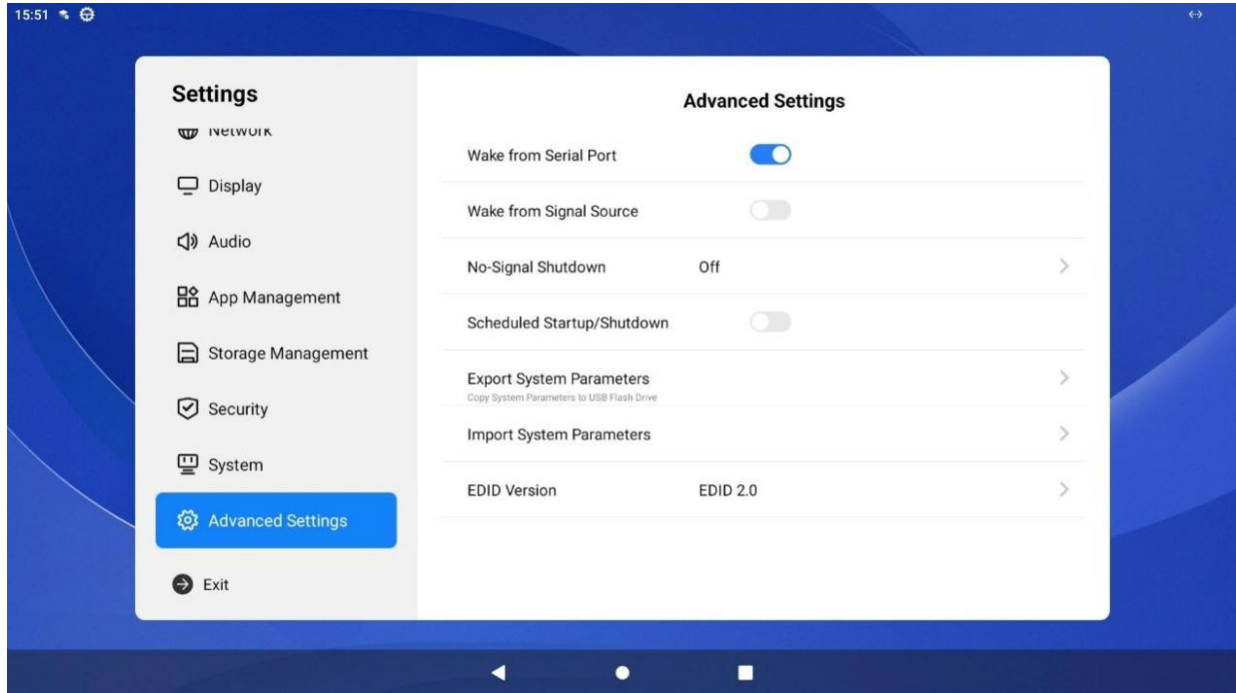 15:51
Settings
Network
Display
Audio
App Management
Storage Management
Security
System
Advanced Settings
Exit
Advanced Settings
Wake from Serial Port
Wake from Signal Source
No-Signal Shutdown Off
Scheduled Startup/Shutdown
Export System Parameters
Copy System Parameters to USB Flash Drive
Import System Parameters
EDID Version EDID 2.0